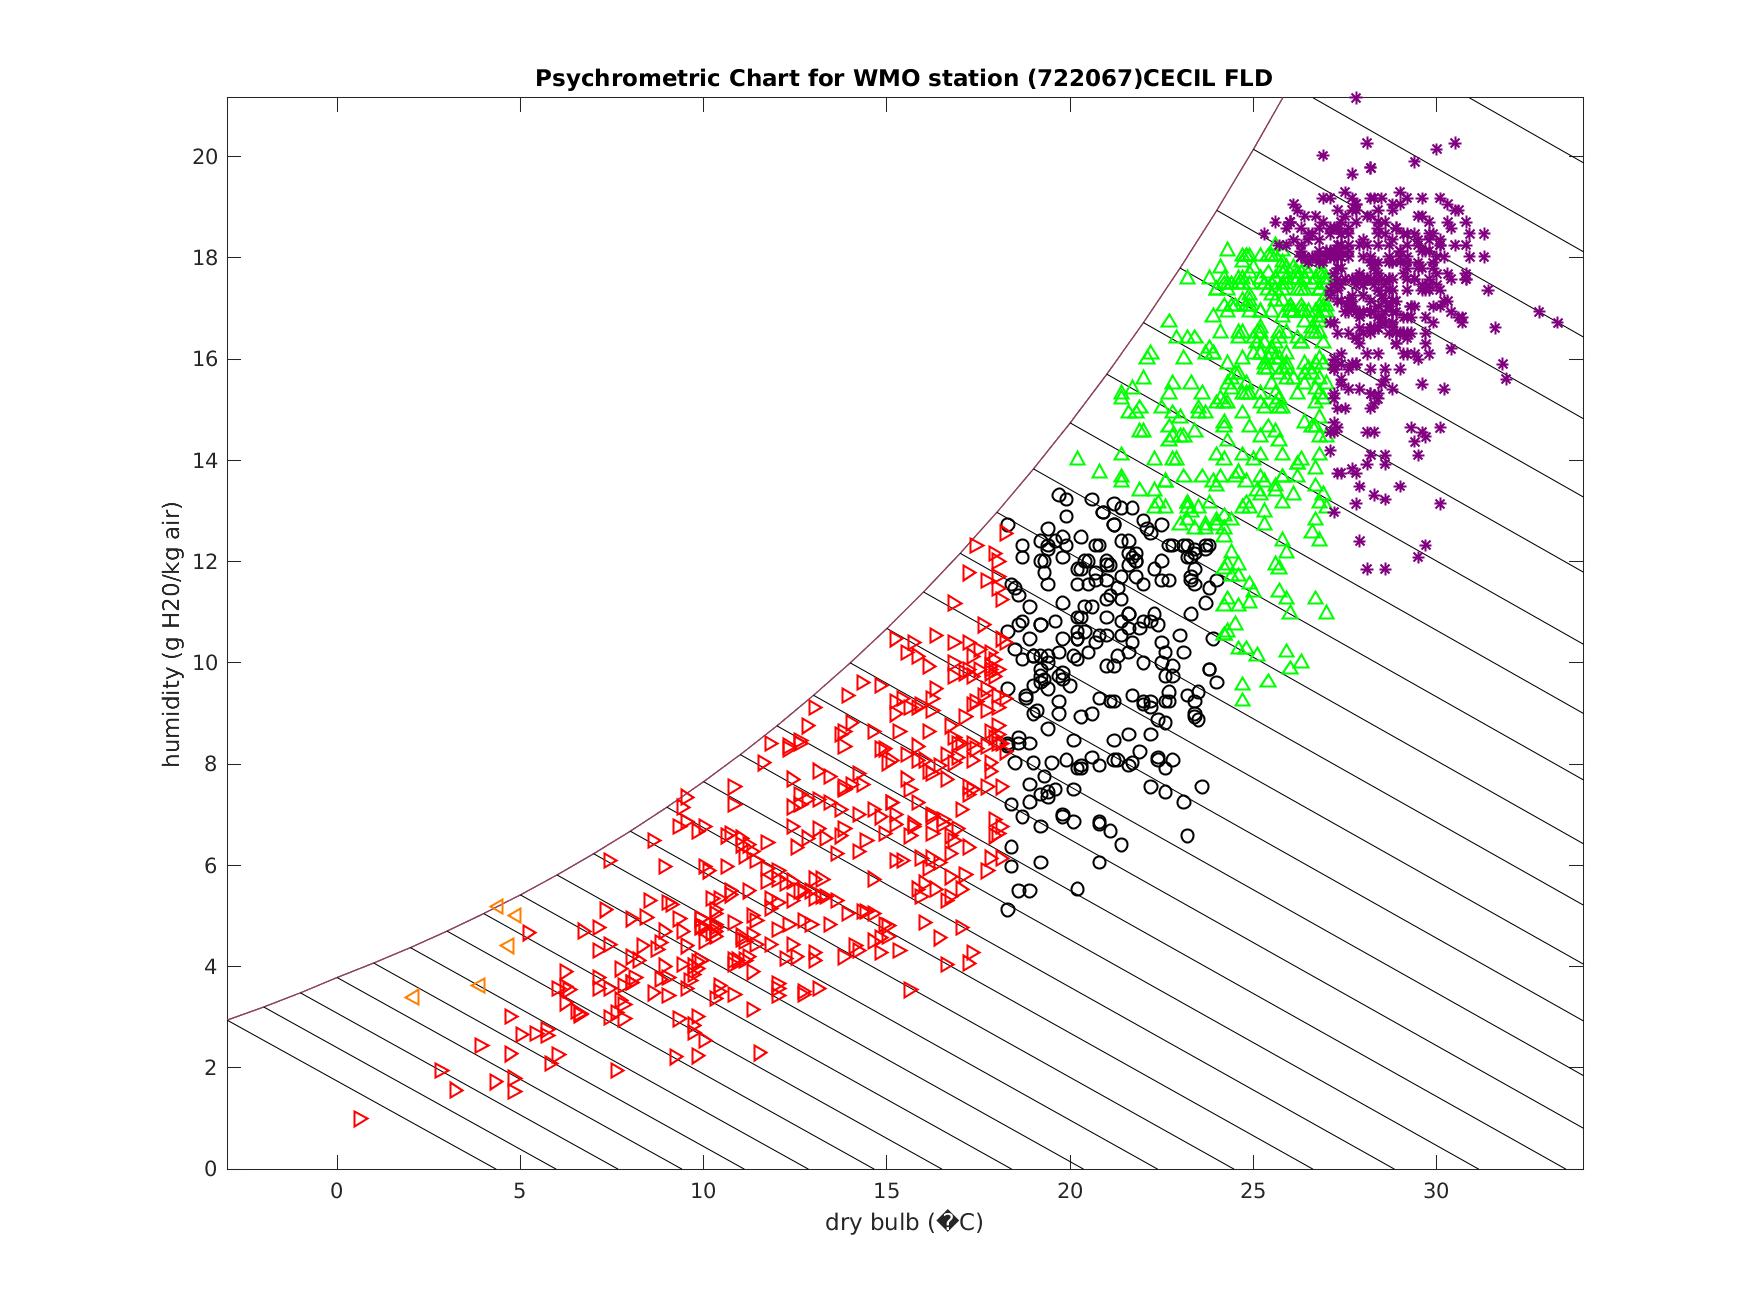 Psychrometric Chart for WMO station (722067)CECIL FLD
20
18
16
14
12
10
8
6
4
2
0
humidity (g H20/kg air)
0 5 10 15 20 25 30
dry bulb (�C)